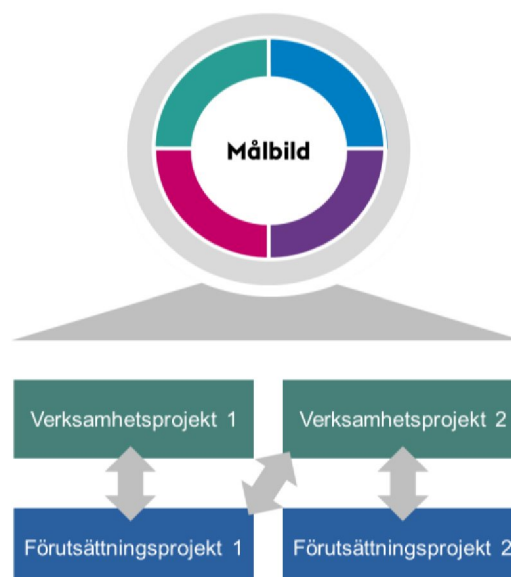 Målbild
Verksamhetsprojekt 1
Verksamhetsprojekt 2
Förutsättningsprojekt 1
Förutsättningsprojekt 2